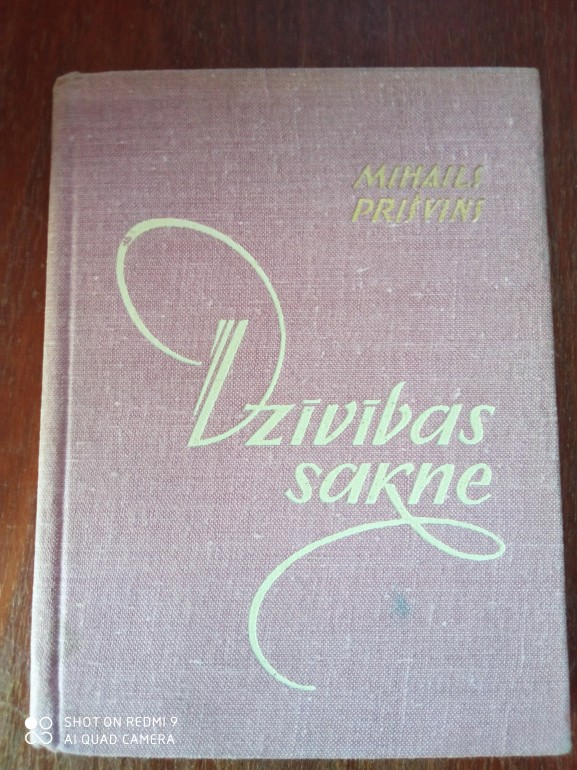 MIHAILS
PRIŠVINS
Dzīvības
sakne
SHOT ON REDMI 9
AI QUAD CAMERA